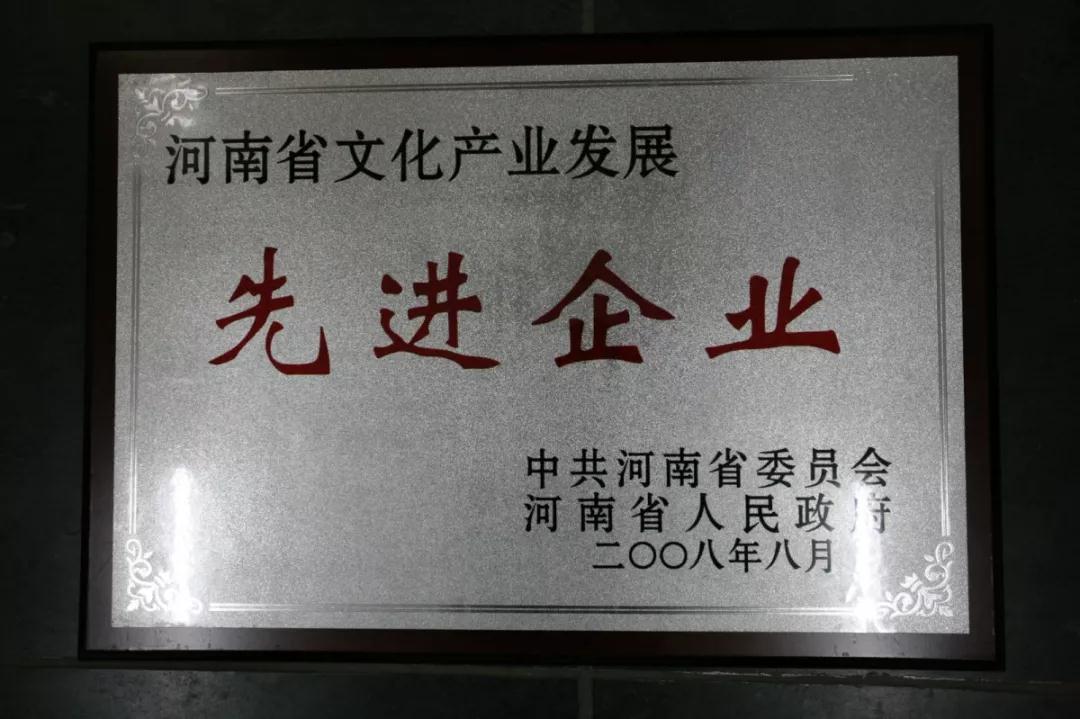 河南省文化产业发展
先进企业
中共河南省委员会
河南省人民政府
二〇〇八年八月